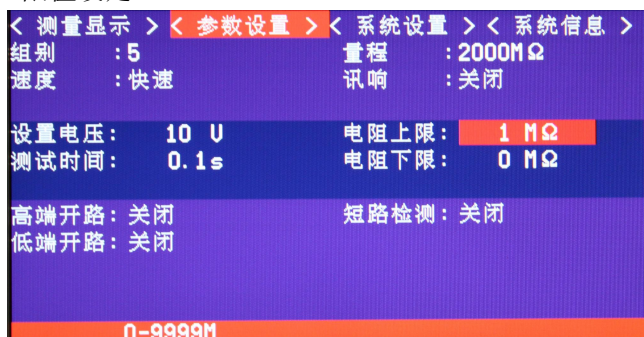 < 测量显示 > < 参数设置 > < 系统设置 > < 系统信息 >
组别 :5 量程 :2000MΩ
速度 :快速 讯响 :关闭
设置电压: 10 V 电阻上限: 1 MΩ
测试时间: 0.1s 电阻下限: 0 MΩ
高端开路:关闭 短路检测:关闭
低端开路:关闭
0-9999M